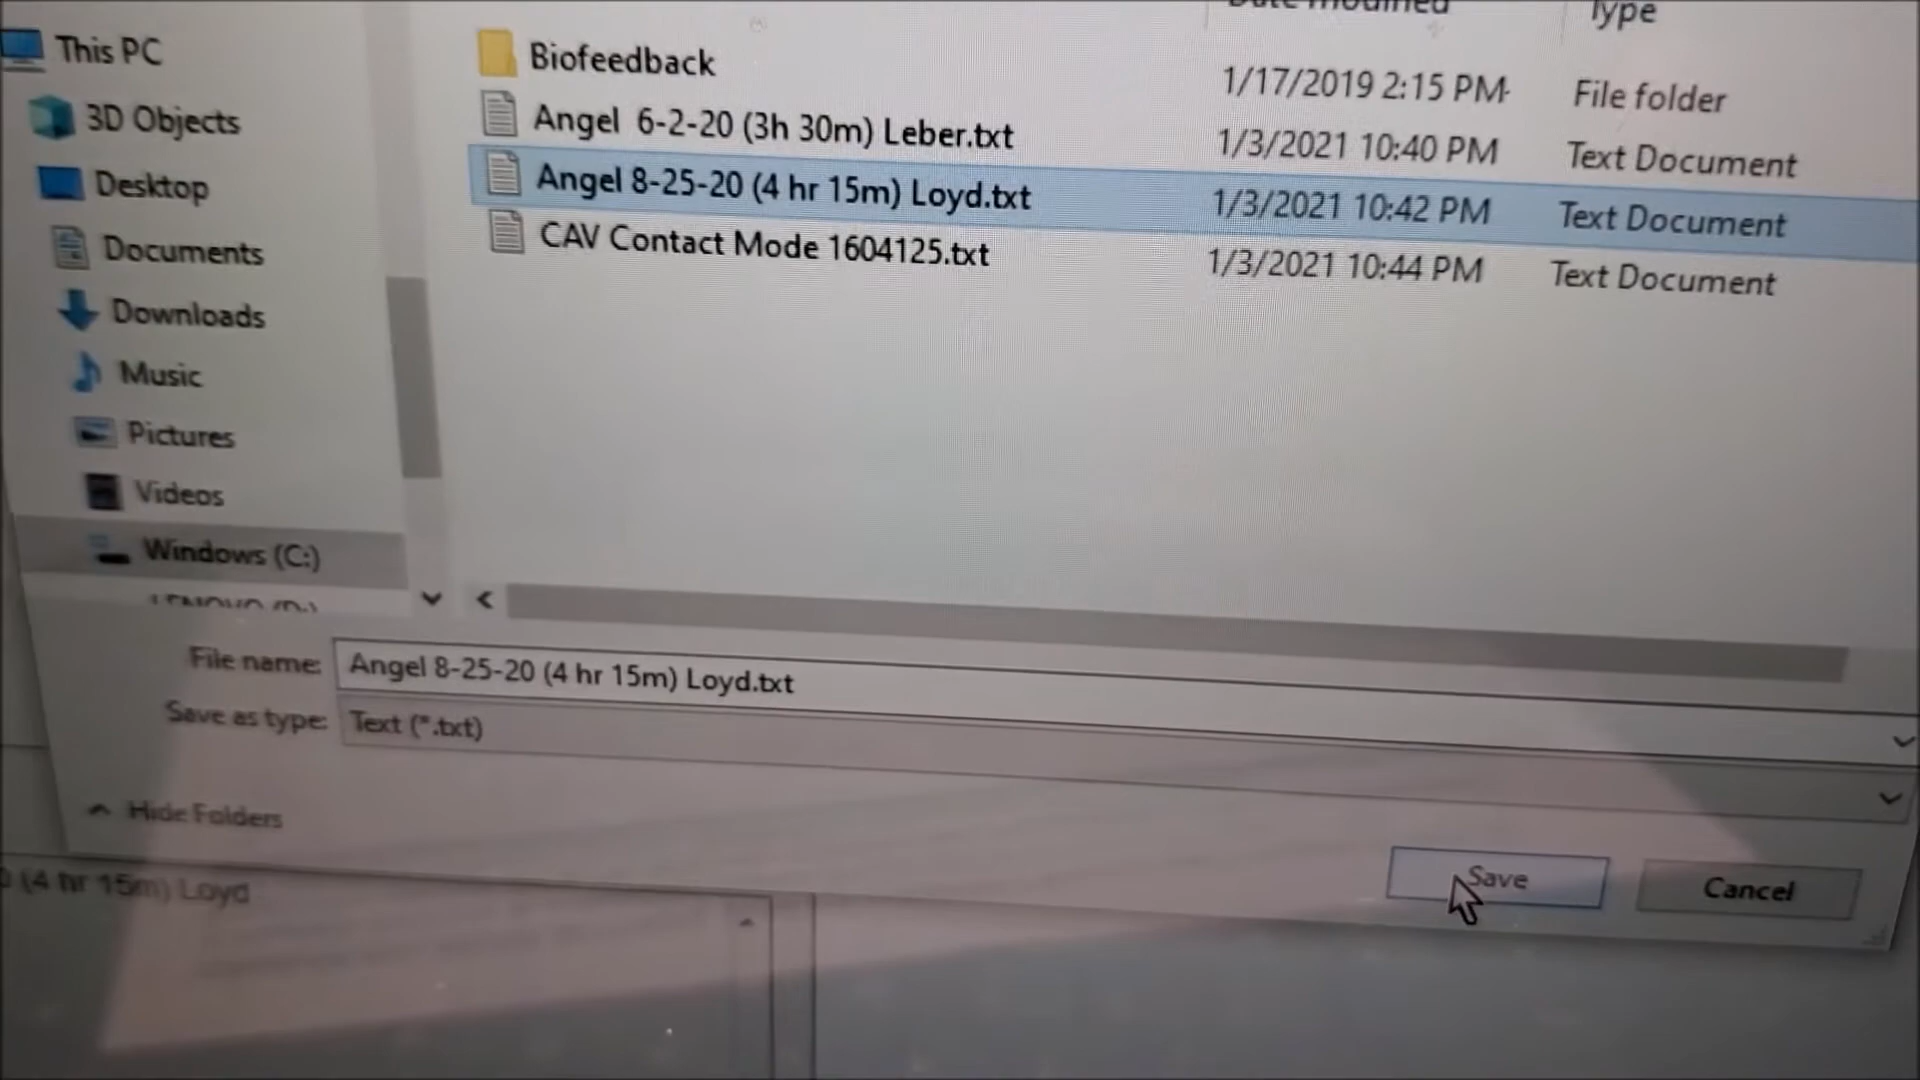 Date modified Type
This PC
Biofeedback 1/17/2019 2:15 PM File folder
3D Objects
Angel 6-2-20 (3h 30m) Leber.txt 1/3/2021 10:40 PM Text Document
Desktop
Angel 8-25-20 (4 hr 15m) Loyd.txt 1/3/2021 10:42 PM Text Document
Documents
CAV Contact Mode 1604125.txt 1/3/2021 10:44 PM Text Document
Downloads
Music
Pictures
Videos
Windows (C:)
File name: Angel 8-25-20 (4 hr 15m) Loyd.txt
Save as type: Text (*.txt)
Hide Folders
Save Cancel
(4 hr 15m) Loyd